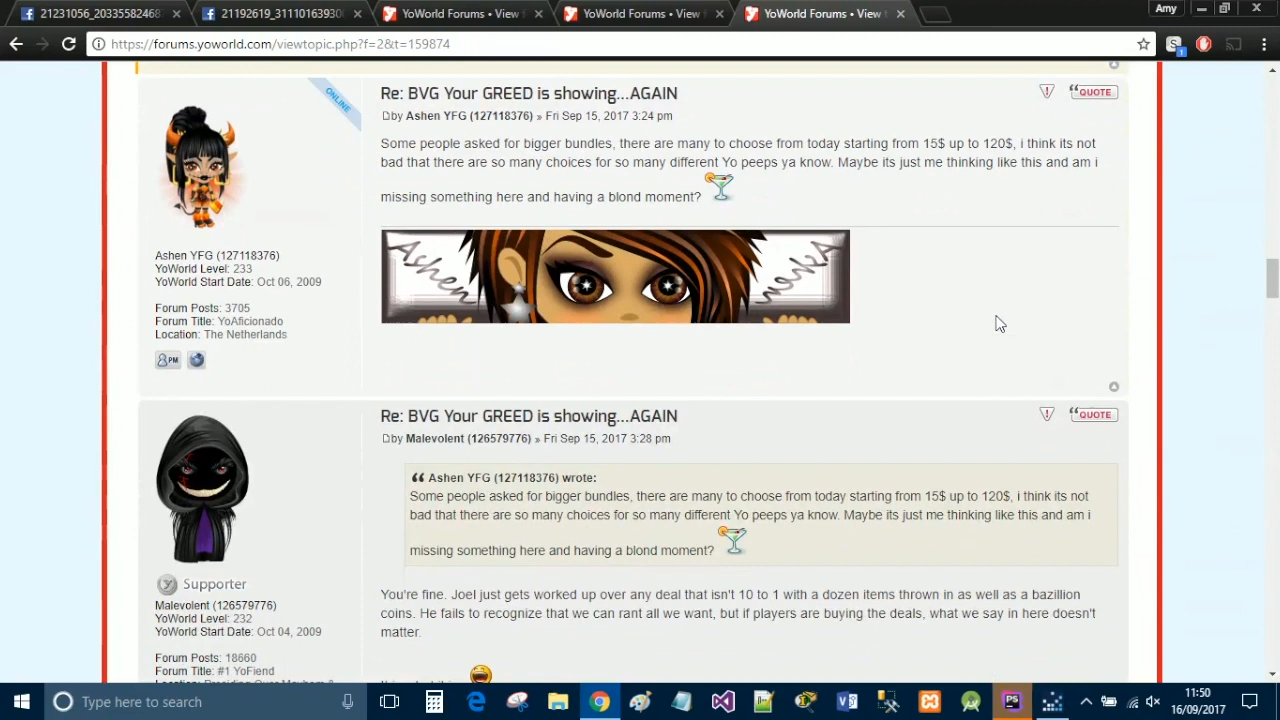 21231056_20335582468
21192619_3111016393
YoWorld Forums • View
YoWorld Forums • View
YoWorld Forums • View
Amy
https://forums.yoworld.com/viewtopic.php?f=2&t=159874
ONLINE
Re: BVG Your GREED is showing...AGAIN
QUOTE
by Ashen YFG (127118376) » Fri Sep 15, 2017 3:24 pm
Some people asked for bigger bundles, there are many to choose from today starting from 15$ up to 120$, i think its not
bad that there are so many choices for so many different Yo peeps ya know. Maybe its just me thinking like this and am i
missing something here and having a blond moment?
Ashen
Ashen YFG (127118376)
YoWorld Level: 233
YoWorld Start Date: Oct 06, 2009
Forum Posts: 3705
Forum Title: YoAficionado
Location: The Netherlands
PM
Re: BVG Your GREED is showing...AGAIN
QUOTE
by Malevolent (126579776) » Fri Sep 15, 2017 3:28 pm
Ashen YFG (127118376) wrote:
Some people asked for bigger bundles, there are many to choose from today starting from 15$ up to 120$, i think its not
bad that there are so many choices for so many different Yo peeps ya know. Maybe its just me thinking like this and am i
missing something here and having a blond moment?
You're fine. Joel just gets worked up over any deal that isn't 10 to 1 with a dozen items thrown in as well as a bazillion
coins. He fails to recognize that we can rant all we want, but if players are buying the deals, what we say in here doesn't
matter.
Supporter
Malevolent (126579776)
YoWorld Level: 232
YoWorld Start Date: Oct 04, 2009
Forum Posts: 18660
Forum Title: #1 YoFiend
Type here to search
11:50
16/09/2017